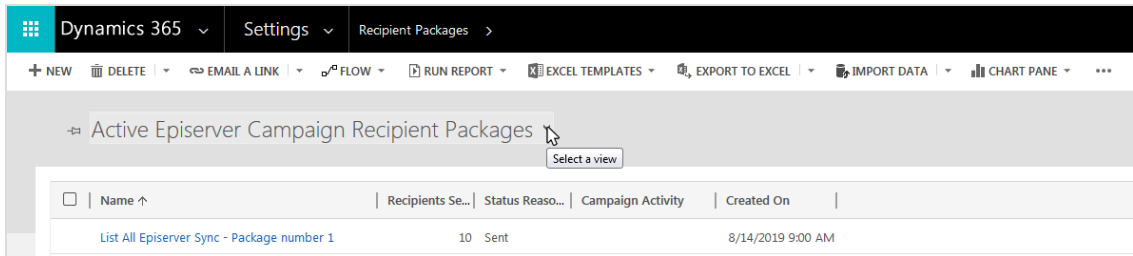 Dynamics 365 Settings Recipient Packages >
+ NEW DELETE EMAIL A LINK FLOW RUN REPORT EXCEL TEMPLATES EXPORT TO EXCEL IMPORT DATA CHART PANE ...
Active Episerver Campaign Recipient Packages
Select a view
Name ↑ Recipients Se... Status Reaso... Campaign Activity Created On
List All Episerver Sync - Package number 1 10 Sent 8/14/2019 9:00 AM